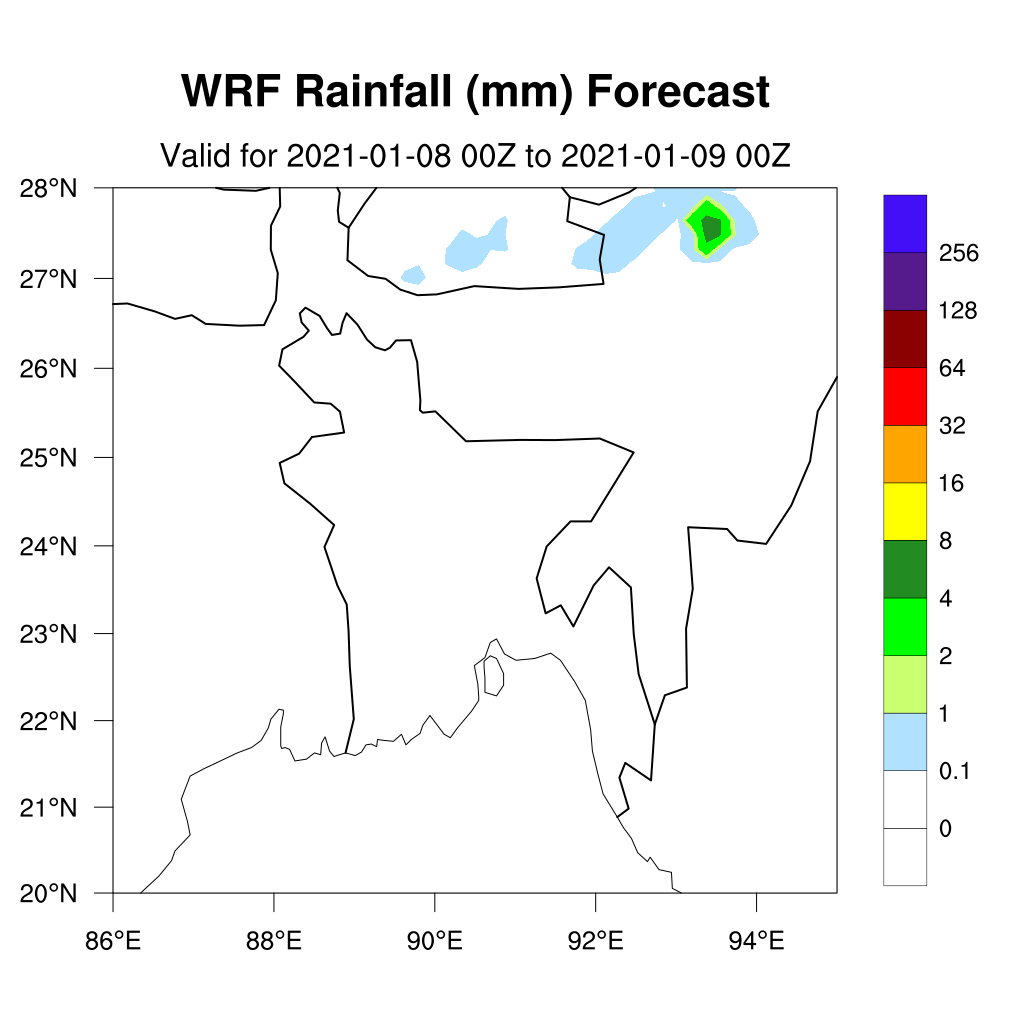 WRF Rainfall (mm) Forecast
Valid for 2021-01-08 00Z to 2021-01-09 00Z
28°N
27°N
26°N
25°N
24°N
23°N
22°N
21°N
20°N
86°E 88°E 90°E 92°E 94°E
256
128
64
32
16
8
4
2
1
0.1
0